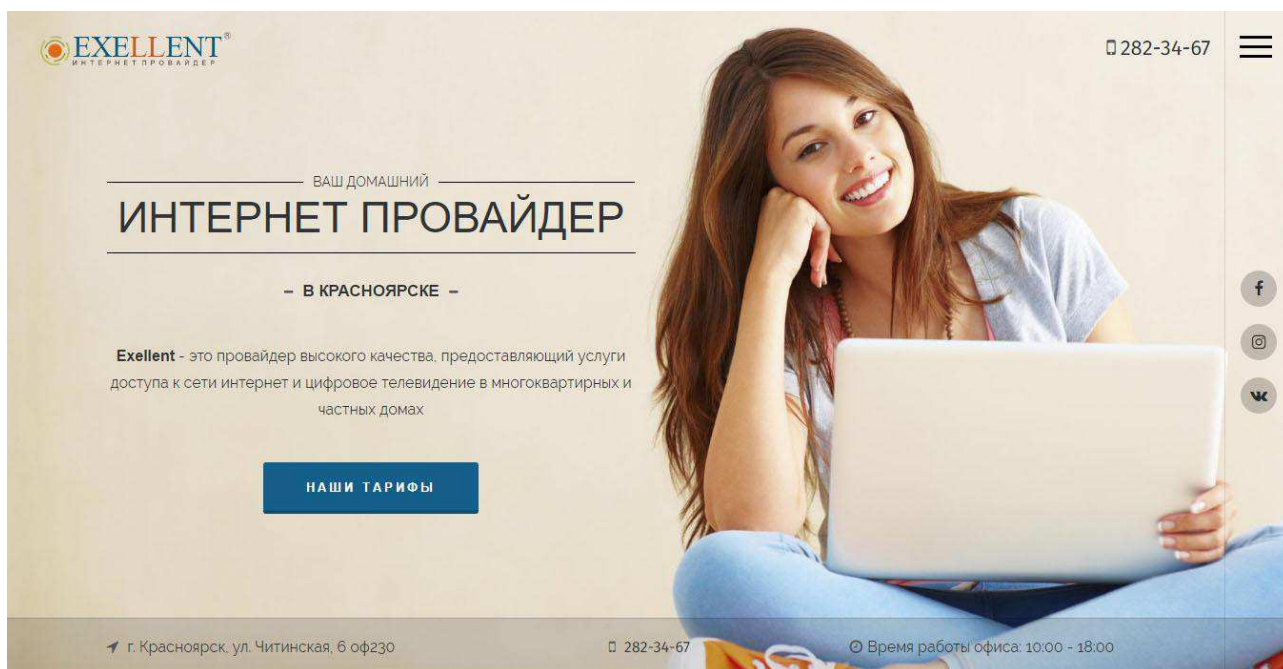 EXELLENT®
ИНТЕРНЕТ ПРОВАЙДЕР
282-34-67
ВАШ ДОМАШНИЙ
ИНТЕРНЕТ ПРОВАЙДЕР
– В КРАСНОЯРСКЕ –
Exellent - это провайдер высокого качества, предоставляющий услуги
доступа к сети интернет и цифровое телевидение в многоквартирных и
частных домах
НАШИ ТАРИФЫ
г. Красноярск, ул. Читинская, 6 оф230
282-34-67
Время работы офиса: 10:00 - 18:00